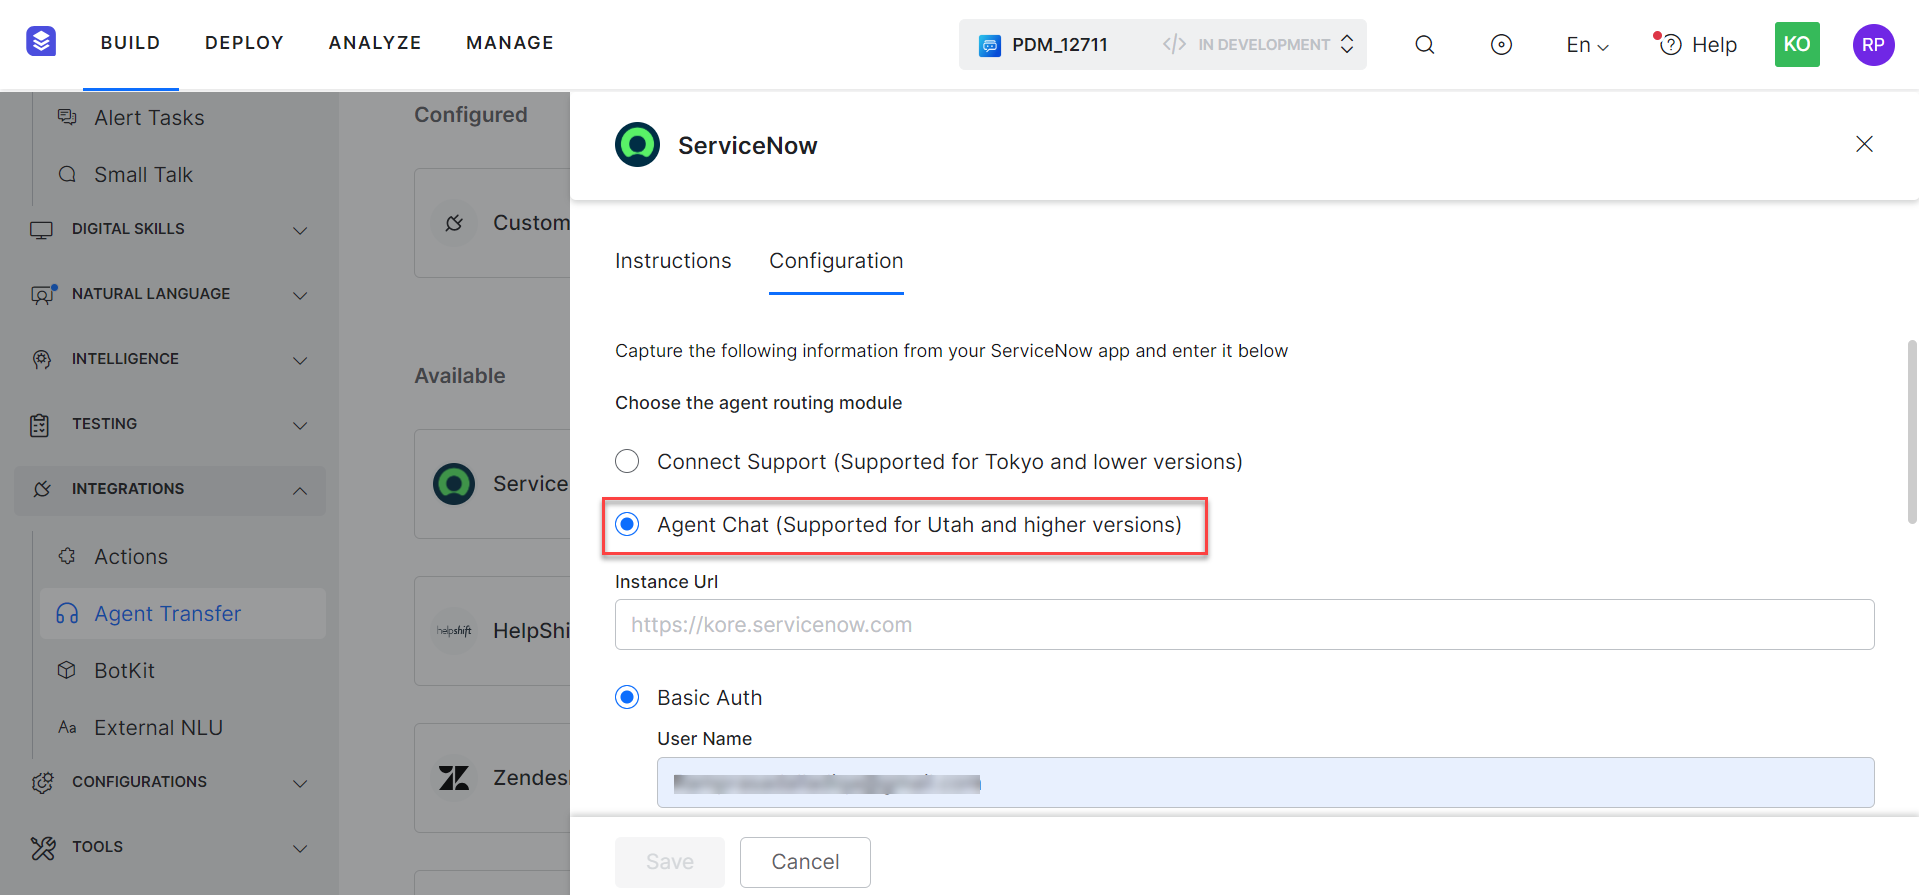 BUILD DEPLOY ANALYZE MANAGE PDM_12711 </> IN DEVELOPMENT En Help KO RP
Alert Tasks
Small Talk
DIGITAL SKILLS
NATURAL LANGUAGE
INTELLIGENCE
TESTING
INTEGRATIONS
Actions
Agent Transfer
BotKit
Aa External NLU
CONFIGURATIONS
TOOLS
Configured
Custom
Available
Service
helpshift HelpShi
Zendes
ServiceNow
Instructions Configuration
Capture the following information from your ServiceNow app and enter it below
Choose the agent routing module
Connect Support (Supported for Tokyo and lower versions)
Agent Chat (Supported for Utah and higher versions)
Instance Url
https://kore.servicenow.com
Basic Auth
User Name
Save Cancel